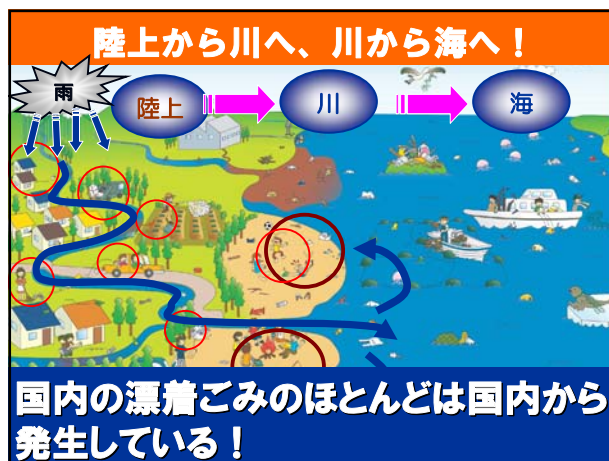 陸上から川へ、川から海へ！
雨
陸上
川
海
国内の漂着ごみのほとんどは国内から
発生している！